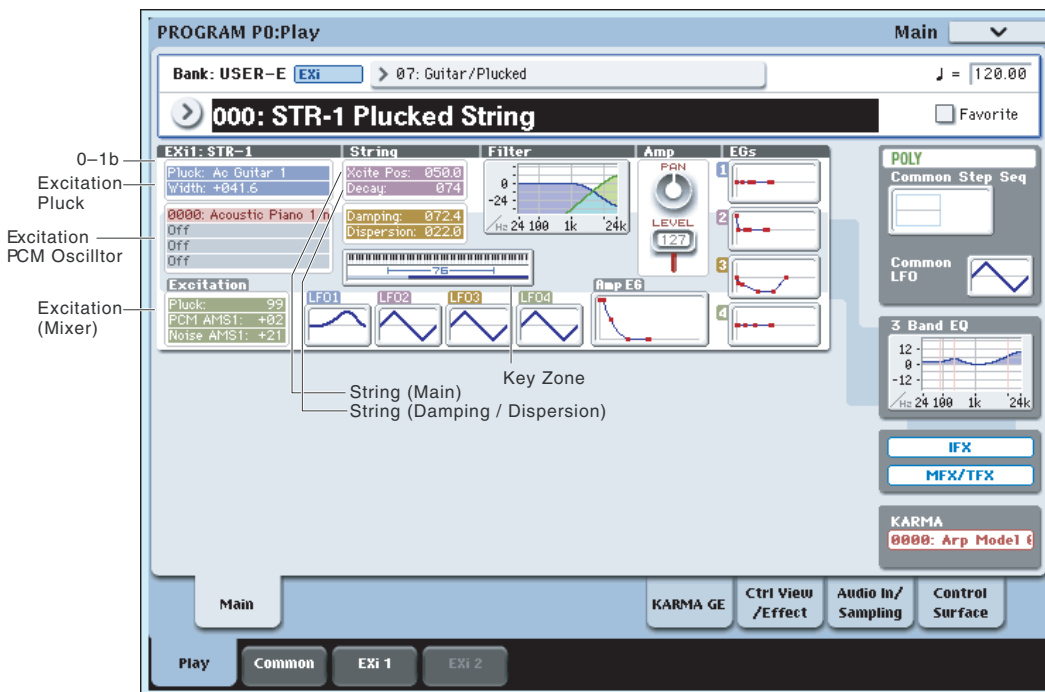 PROGRAM P0:Play
Main
Bank: USER-E EXi
07: Guitar/Plucked
♩ = 120.00
000: STR-1 Plucked String
Favorite
0–1b
EXi1: STR-1
String
Filter
Amp
EGs
Excitation
Pluck
Pluck: Ac Guitar 1
Width: +041.6
Xcite Pos: 050.0
Decay: 074
0
-24
Hz 24 100 1k 24k
PAN
LEVEL
127
1
2
3
4
Excitation
PCM Oscilltor
0000: Acoustic Piano 1
Off
Off
Off
Damping: 072.4
Dispersion: 022.0
76
Excitation
(Mixer)
Excitation
Pluck: 99
PCM AMS1: +02
Noise AMS1: +21
LFO1
LFO2
LFO3
LFO4
Amp EG
Key Zone
String (Main)
String (Damping / Dispersion)
POLY
Common Step Seq
Common
LFO
3 Band EQ
12
0
-12
Hz 24 100 1k 24k
IFX
MFX/TFX
KARMA
0000: Arp Model
Main
KARMA GE
Ctrl View
/Effect
Audio In/
Sampling
Control
Surface
Play
Common
EXi 1
EXi 2